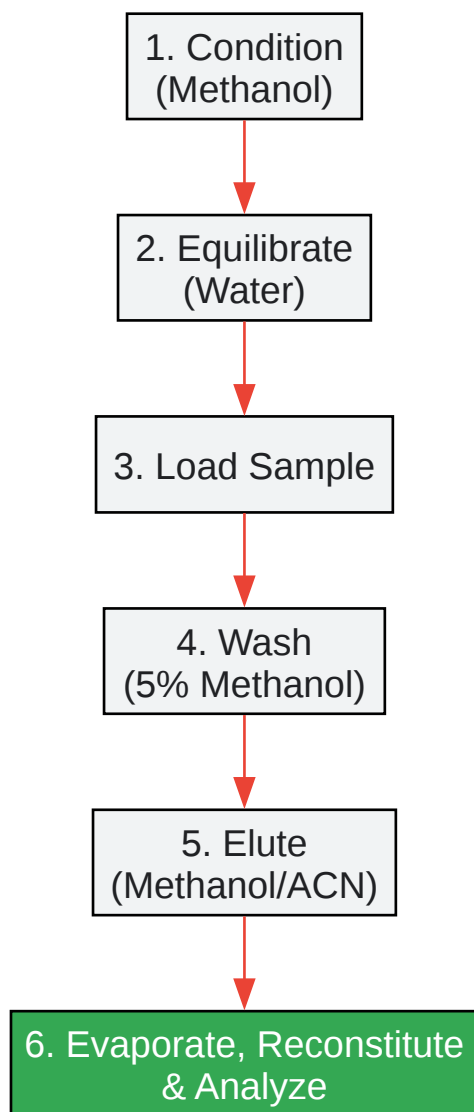 1. Condition
(Methanol)
2. Equilibrate
(Water)
3. Load Sample
4. Wash
(5% Methanol)
5. Elute
(Methanol/ACN)
6. Evaporate, Reconstitute
& Analyze